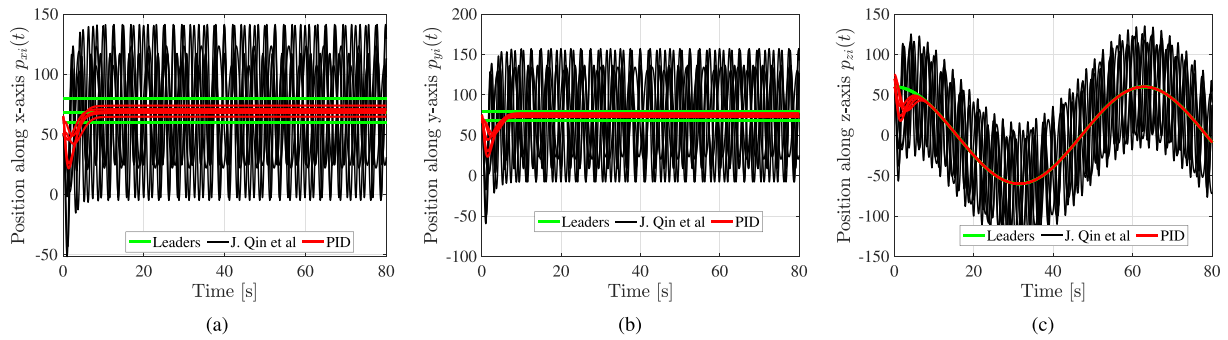 150
100
50
0
-50
0
20
40
60
80
Position along x-axis p_{xi}(t)
Time [s]
Leaders
J. Qin et al
PID
(a)
200
150
100
50
0
-50
-100
0
20
40
60
80
Position along y-axis p_{yi}(t)
Time [s]
Leaders
J. Qin et al
PID
(b)
150
100
50
0
-50
-100
-150
0
20
40
60
80
Position along z-axis p_{zi}(t)
Time [s]
Leaders
J. Qin et al
PID
(c)